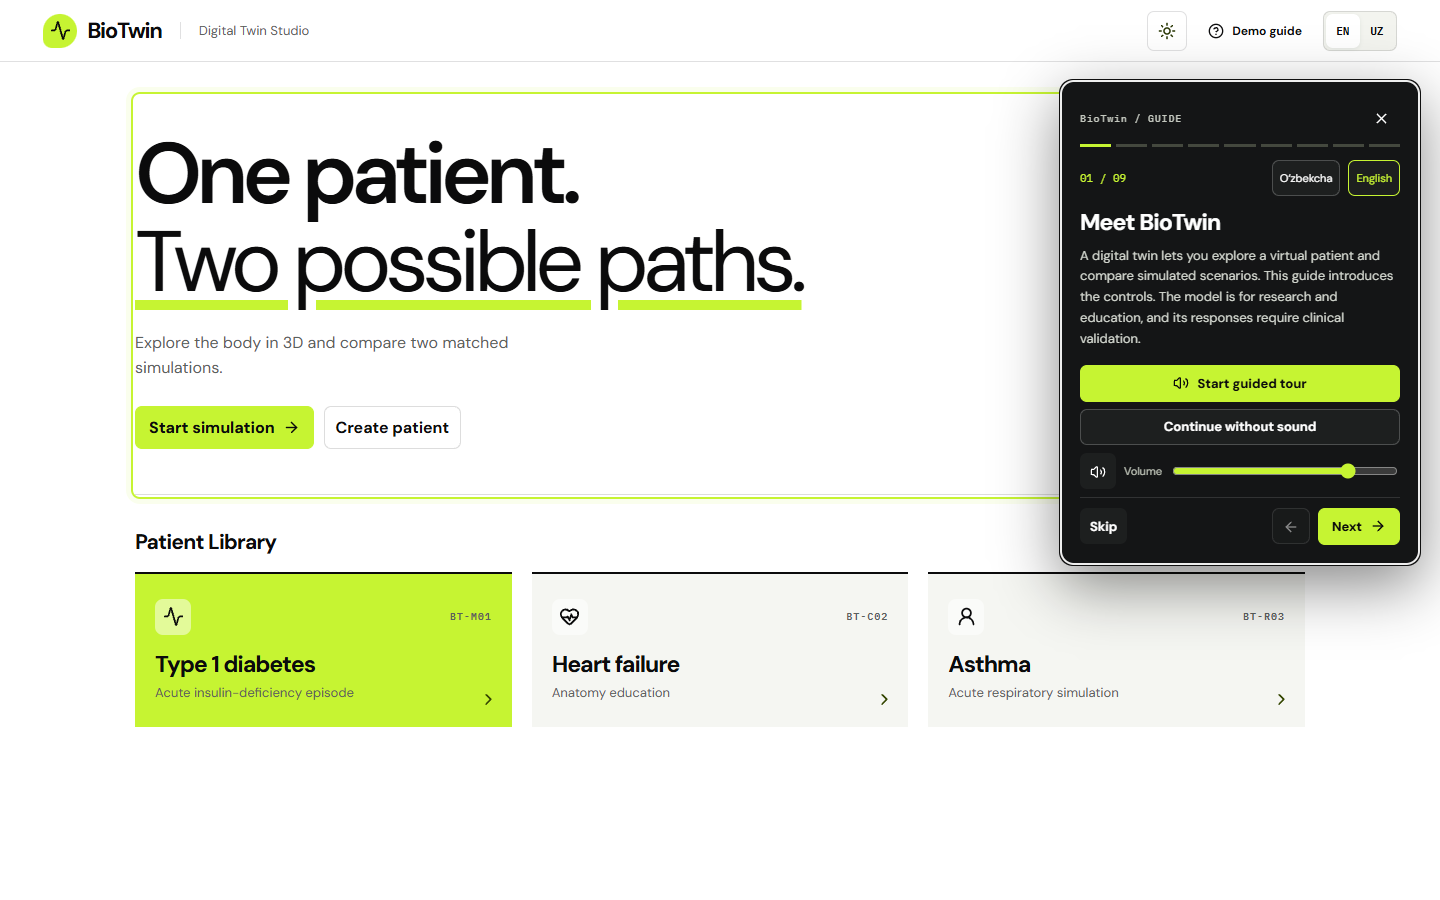 BioTwin
Digital Twin Studio
Demo guide
EN
UZ
One patient.
Two possible paths.
Explore the body in 3D and compare two matched
simulations.
Start simulation
Create patient
BioTwin / GUIDE
01 / 09
O'zbekcha
English
Meet BioTwin
A digital twin lets you explore a virtual patient and
compare simulated scenarios. This guide introduces
the controls. The model is for research and
education, and its responses require clinical
validation.
Start guided tour
Continue without sound
Volume
Skip
Next
Patient Library
BT-M01
Type 1 diabetes
Acute insulin-deficiency episode
BT-C02
Heart failure
Anatomy education
BT-R03
Asthma
Acute respiratory simulation